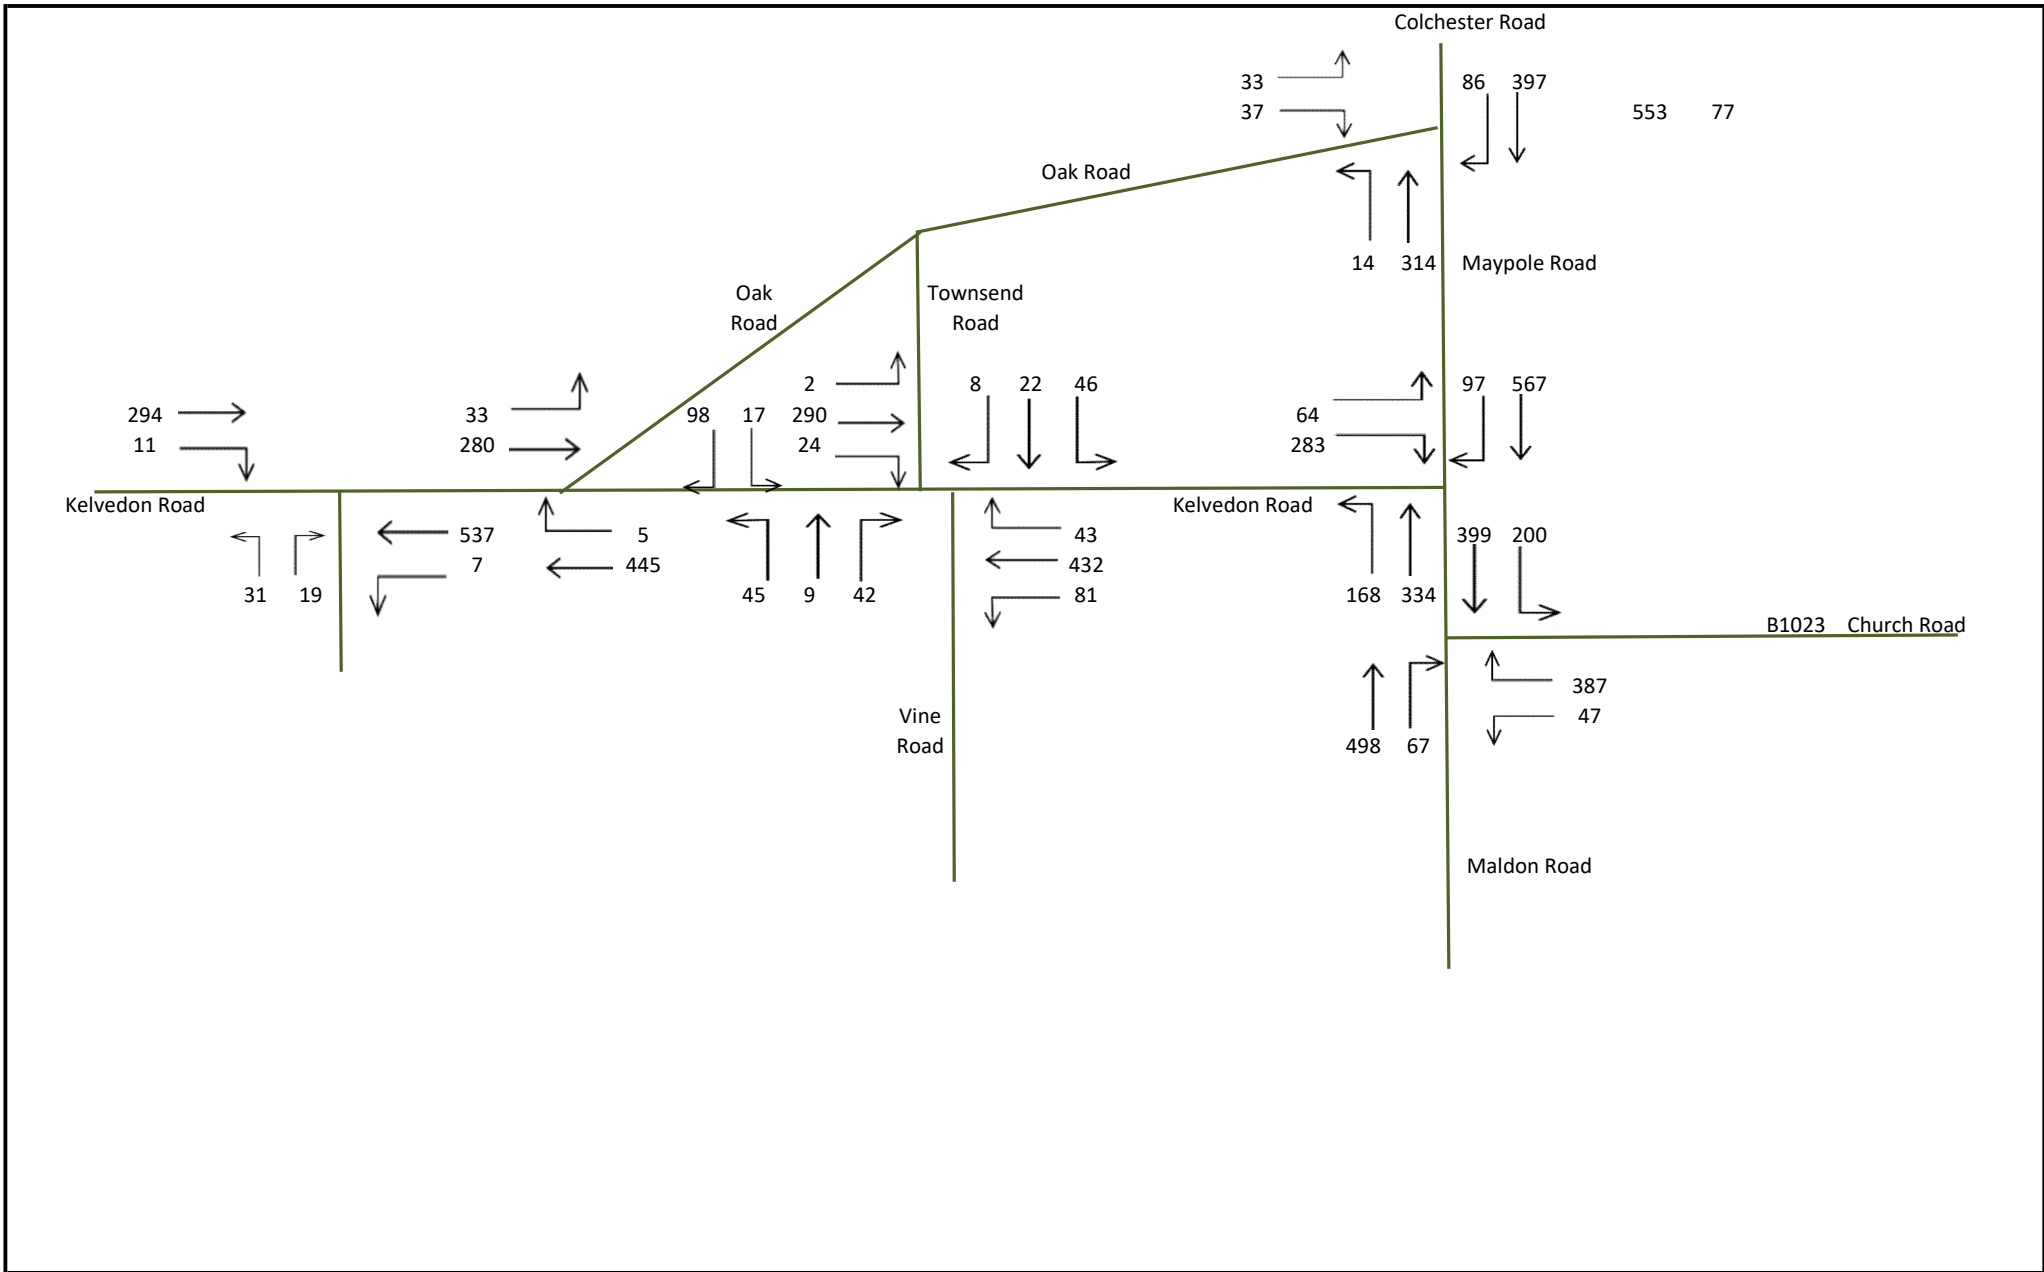 Colchester Road
33 86 397
37 553 77
Oak Road
14 314 Maypole Road
Oak
Road
Townsend
Road
2 8 22 46 97 567
294 33 98 17 290 64
11 280 24 283
Kelvedon Road
Kelvedon Road
537 5 43 399 200
7 445 432
31 19 45 9 42 81 168 334
B1023 Church Road
387
47
Vine
Road
498 67
Maldon Road